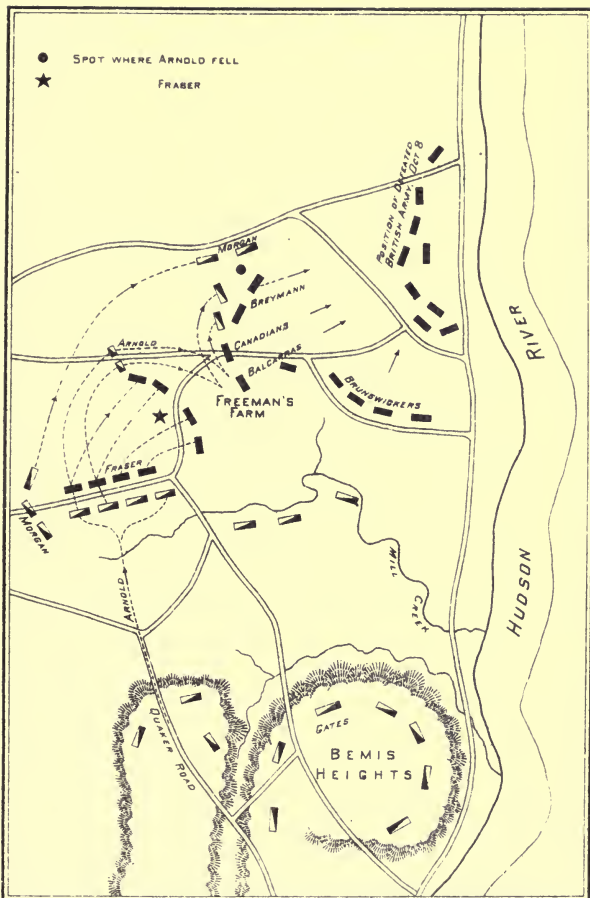 SPOT WHERE ARNOLD FELL
FRASER
POSITION OF DEFEATED
BRITISH ARMY, OCT 8
MORGAN
BREYMANN
ARNOLD
CANADIANS
BALCARRAS
FREEMAN'S
FARM
BRUNSWICKERS
RIVER
FRASER
MORGAN
MILL
CREEK
HUDSON
ARNOLD
QUAKER ROAD
GATES
BEMIS
HEIGHTS